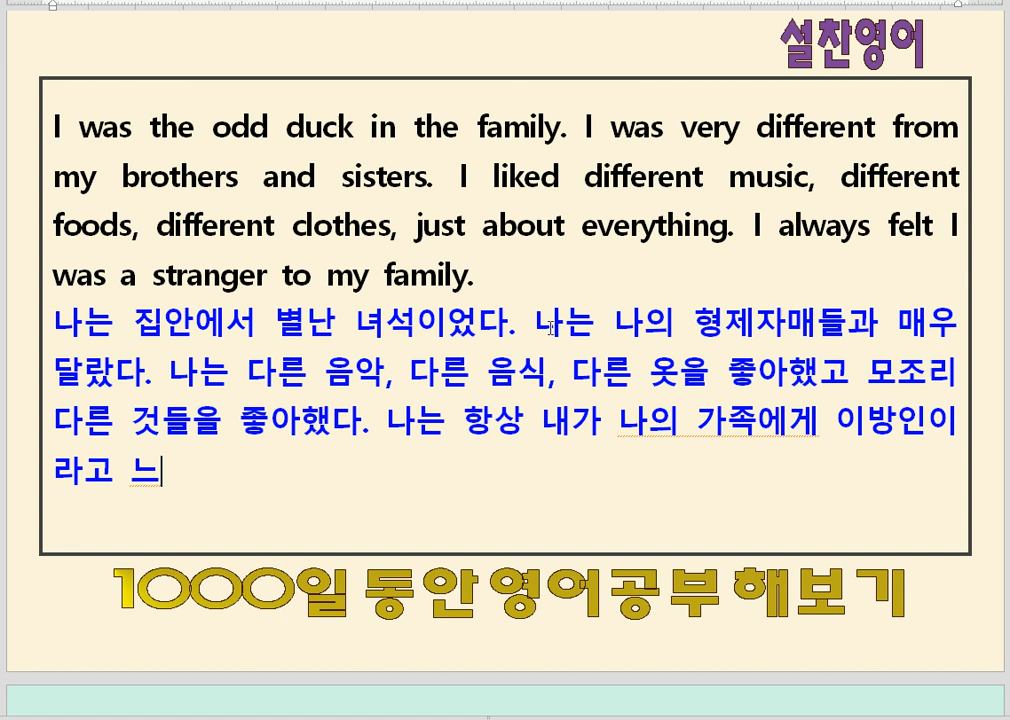 설찬영어
I was the odd duck in the family. I was very different from
my brothers and sisters. I liked different music, different
foods, different clothes, just about everything. I always felt I
was a stranger to my family.
나는 집안에서 별난 녀석이었다. 나는 나의 형제자매들과 매우
달랐다. 나는 다른 음악, 다른 음식, 다른 옷을 좋아했고 모조리
다른 것들을 좋아했다. 나는 항상 내가 나의 가족에게 이방인이
라고 느
1000일 동안 영어공부 해보기